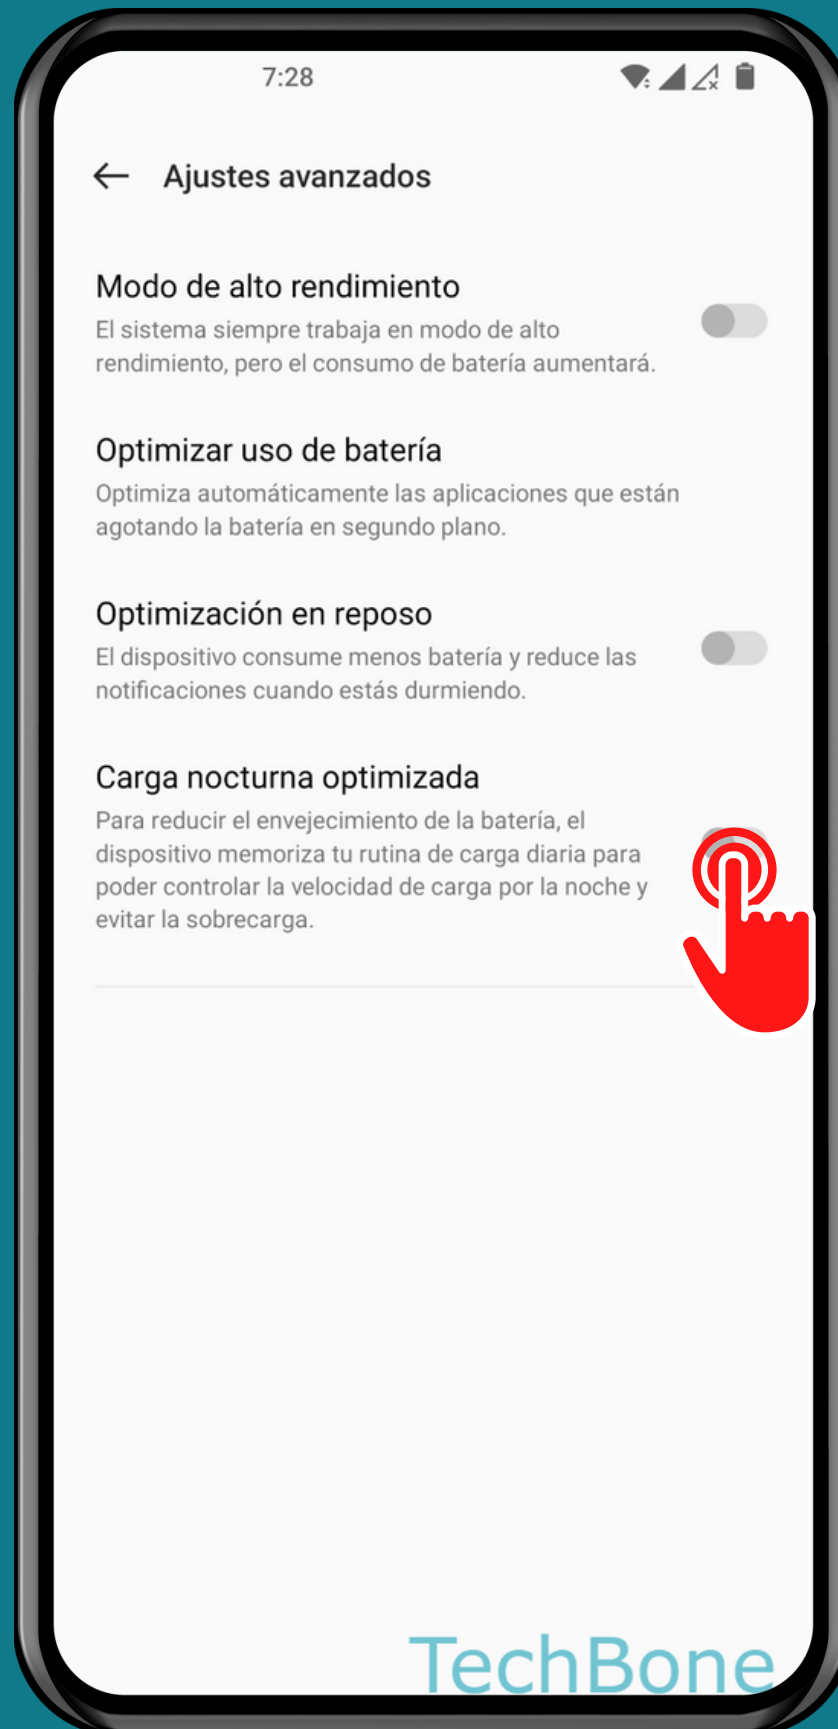 7:28
Ajustes avanzados
Modo de alto rendimiento
El sistema siempre trabaja en modo de alto
rendimiento, pero el consumo de batería aumentará.
Optimizar uso de batería
Optimiza automáticamente las aplicaciones que están
agotando la batería en segundo plano.
Optimización en reposo
El dispositivo consume menos batería y reduce las
notificaciones cuando estás durmiendo.
Carga nocturna optimizada
Para reducir el envejecimiento de la batería, el
dispositivo memoriza tu rutina de carga diaria para
poder controlar la velocidad de carga por la noche y
evitar la sobrecarga.
TechBone